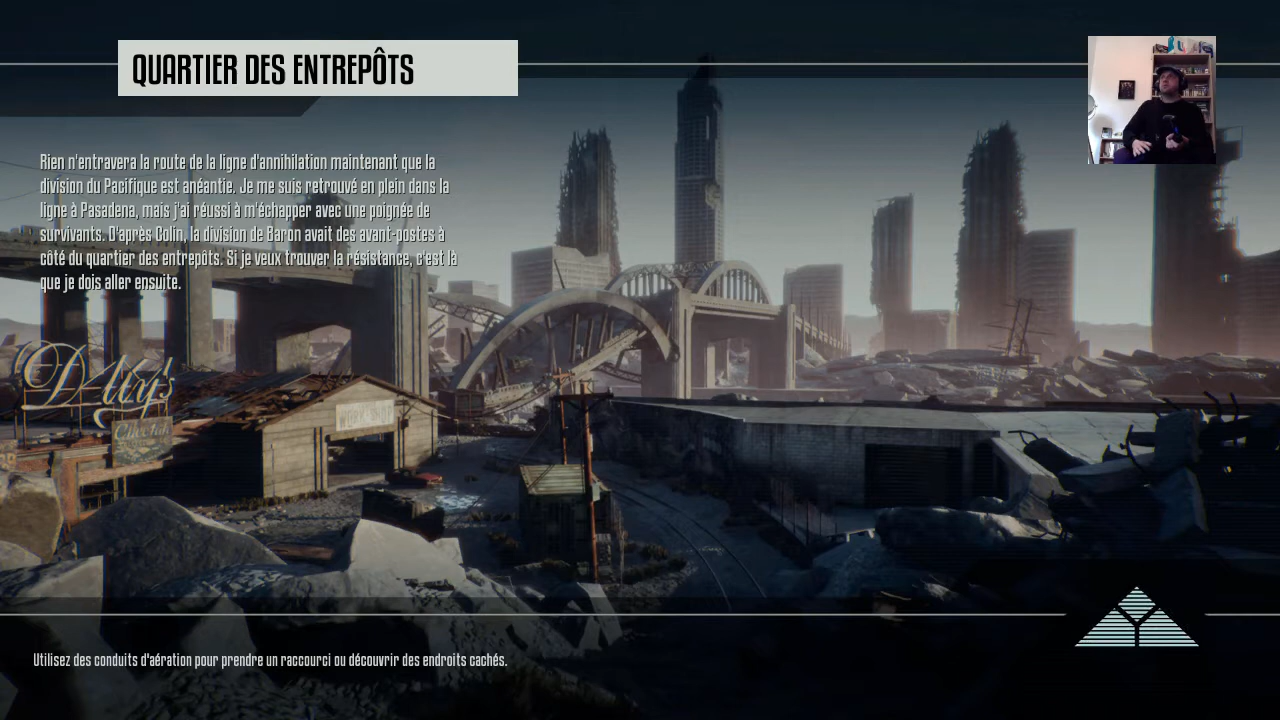 QUARTIER DES ENTREPÔTS
Rien n'entravera la route de la ligne d'annihilation maintenant que la
division du Pacifique est anéantie. Je me suis retrouvé en plein dans la
ligne à Pasadena, mais j'ai réussi à m'échapper avec une poignée de
survivants. D'après Colin, la division de Baron avait des avant-postes à
côté du quartier des entrepôts. Si je veux trouver la résistance, c'est là
que je dois aller ensuite.
WORKSHOP
Utilisez des conduits d'aération pour prendre un raccourci ou découvrir des endroits cachés.